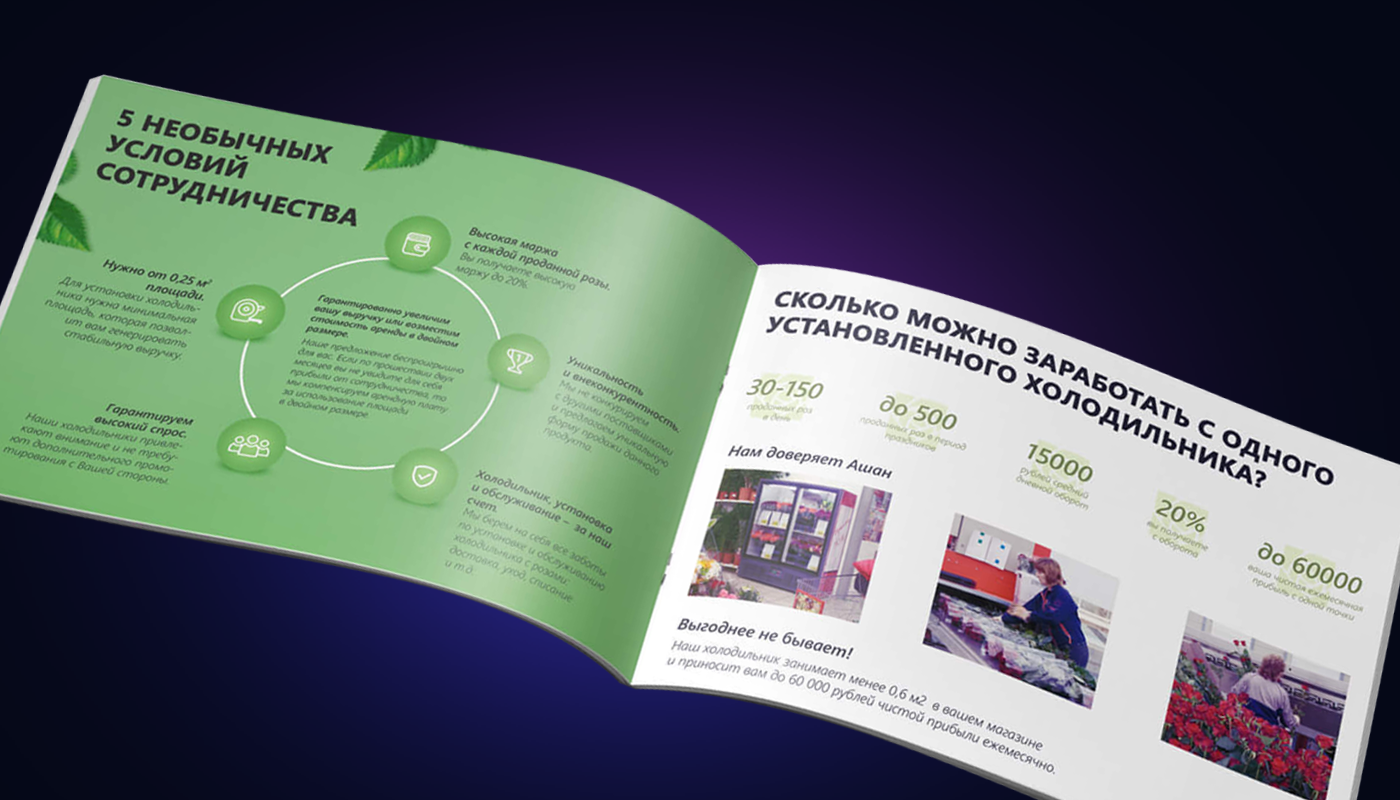 5 НЕОБЫЧНЫХ
УСЛОВИЙ
СОТРУДНИЧЕСТВА
Высокая маржа
с каждой проданной розы.
Вы получаете высокую
маржу до 20%.
Нужно от 0,25 м²
площади.
Для установки холодиль-
ника нужна минимальная
площадь, которая позвол-
ит вам генерировать
стабильную выручку.
Гарантированно увеличим
вашу выручку или возместим
стоимость аренды в двойном
размере.
Наше предложение беспроигрышно
для вас. Если по прошествии двух
месяцев вы не увидите для себя
прибыли от сотрудничества, то
мы компенсируем арендную плату
за использование площади
в двойном размере.
Уникальность
и внеконкурентность.
Мы не конкурируем
с другими поставщиками
и предлагаем уникальную
форму продажи данного
продукта.
Гарантируем
высокий спрос.
Наши холодильники привле-
кают внимание и не требу-
ют дополнительного промо-
тирования с Вашей стороны.
Холодильник, установка
и обслуживание – за наш
счет.
Мы берем на себя все заботы
по установке и обслуживанию
холодильника с розами:
доставка, уход, списание
и т.д.
СКОЛЬКО МОЖНО ЗАРАБОТАТЬ С ОДНОГО
УСТАНОВЛЕННОГО ХОЛОДИЛЬНИКА?
30-150
проданных роз
в день
до 500
проданных роз в период
праздников
15000
рублей средний
дневной оборот
20%
вы получаете
с оборота
до 60000
ваша чистая ежемесячная
прибыль с одной точки
Нам доверяет Ашан
Выгоднее не бывает!
Наш холодильник занимает менее 0,6 м2 в вашем магазине
и приносит вам до 60 000 рублей чистой прибыли ежемесячно.